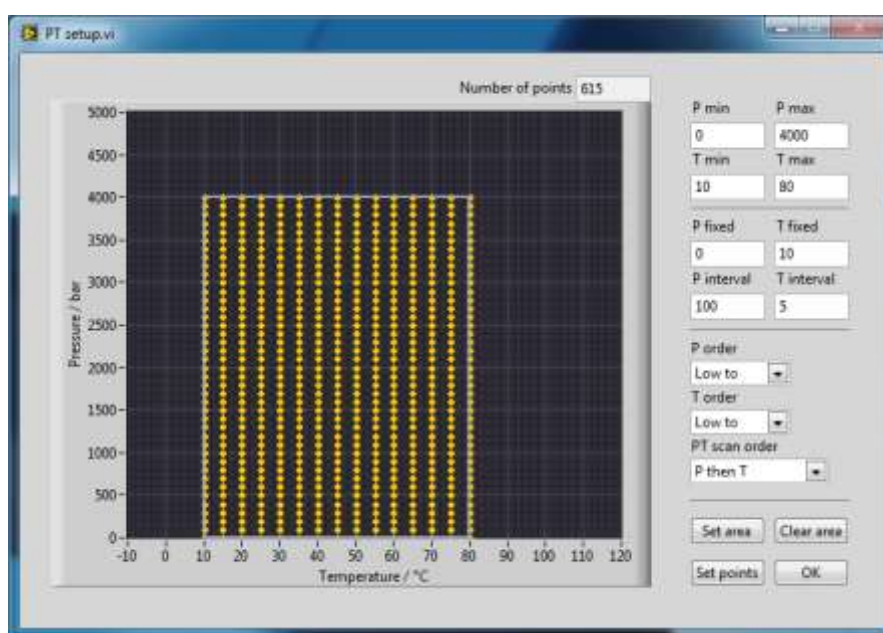 PT setup.vi
Number of points 615
5000
4500
4000
3500
3000
2500
2000
1500
1000
500
0
Pressure / bar
-10 0 10 20 30 40 50 60 70 80 90 100 110 120
Temperature / °C
P min P max
0 4000
T min T max
10 80
P fixed T fixed
0 10
P interval T interval
100 5
P order
Low to
T order
Low to
PT scan order
P then T
Set area Clear area
Set points OK